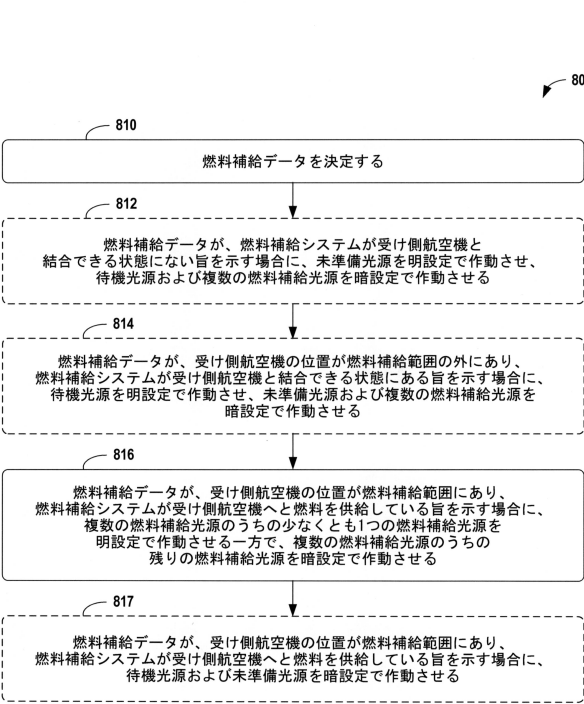 80
810
燃料補給データを決定する
812
燃料補給データが、燃料補給システムが受け側航空機と
結合できる状態にない旨を示す場合に、未準備光源を明設定で作動させ、
待機光源および複数の燃料補給光源を暗設定で作動させる
814
燃料補給データが、受け側航空機の位置が燃料補給範囲の外にあり、
燃料補給システムが受け側航空機と結合できる状態にある旨を示す場合に、
待機光源を明設定で作動させ、未準備光源および複数の燃料補給光源を
暗設定で作動させる
816
燃料補給データが、受け側航空機の位置が燃料補給範囲にあり、
燃料補給システムが受け側航空機へと燃料を供給している旨を示す場合に、
複数の燃料補給光源のうちの少なくとも1つの燃料補給光源を
明設定で作動させる一方で、複数の燃料補給光源のうちの
残りの燃料補給光源を暗設定で作動させる
817
燃料補給データが、受け側航空機の位置が燃料補給範囲にあり、
燃料補給システムが受け側航空機へと燃料を供給している旨を示す場合に、
待機光源および未準備光源を暗設定で作動させる